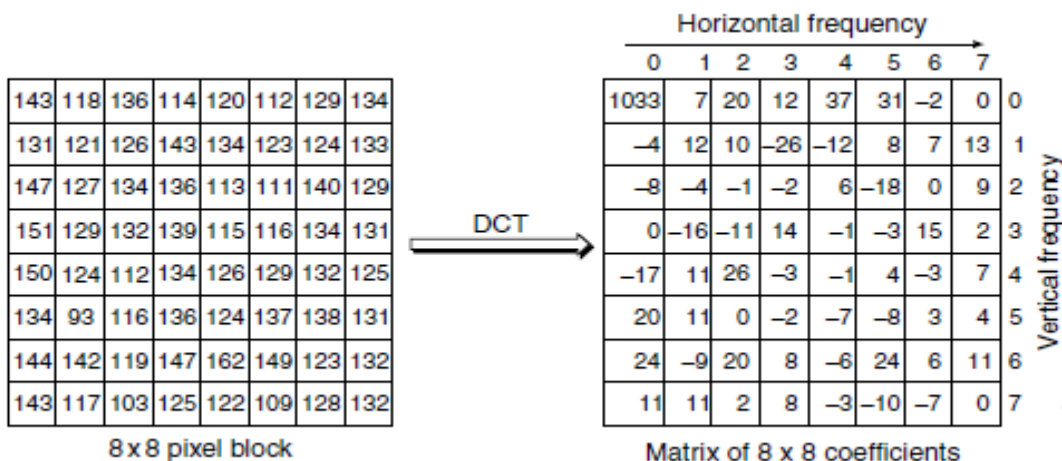 Horizontal frequency
0 1 2 3 4 5 6 7
143 118 136 114 120 112 129 134
131 121 126 143 134 123 124 133
147 127 134 136 113 111 140 129
151 129 132 139 115 116 134 131
150 124 112 134 126 129 132 125
134 93 116 136 124 137 138 131
144 142 119 147 162 149 123 132
143 117 103 125 122 109 128 132
8 x 8 pixel block
DCT
1033 7 20 12 37 31 –2 0 0
–4 12 10 –26 –12 8 7 13 1
–8 –4 –1 –2 6 –18 0 9 2
0 –16 –11 14 –1 –3 15 2 3
–17 11 26 –3 –1 4 –3 7 4
20 11 0 –2 –7 –8 3 4 5
24 –9 20 8 –6 24 6 11 6
11 11 2 8 –3 –10 –7 0 7
Vertical frequency
Matrix of 8 x 8 coefficients